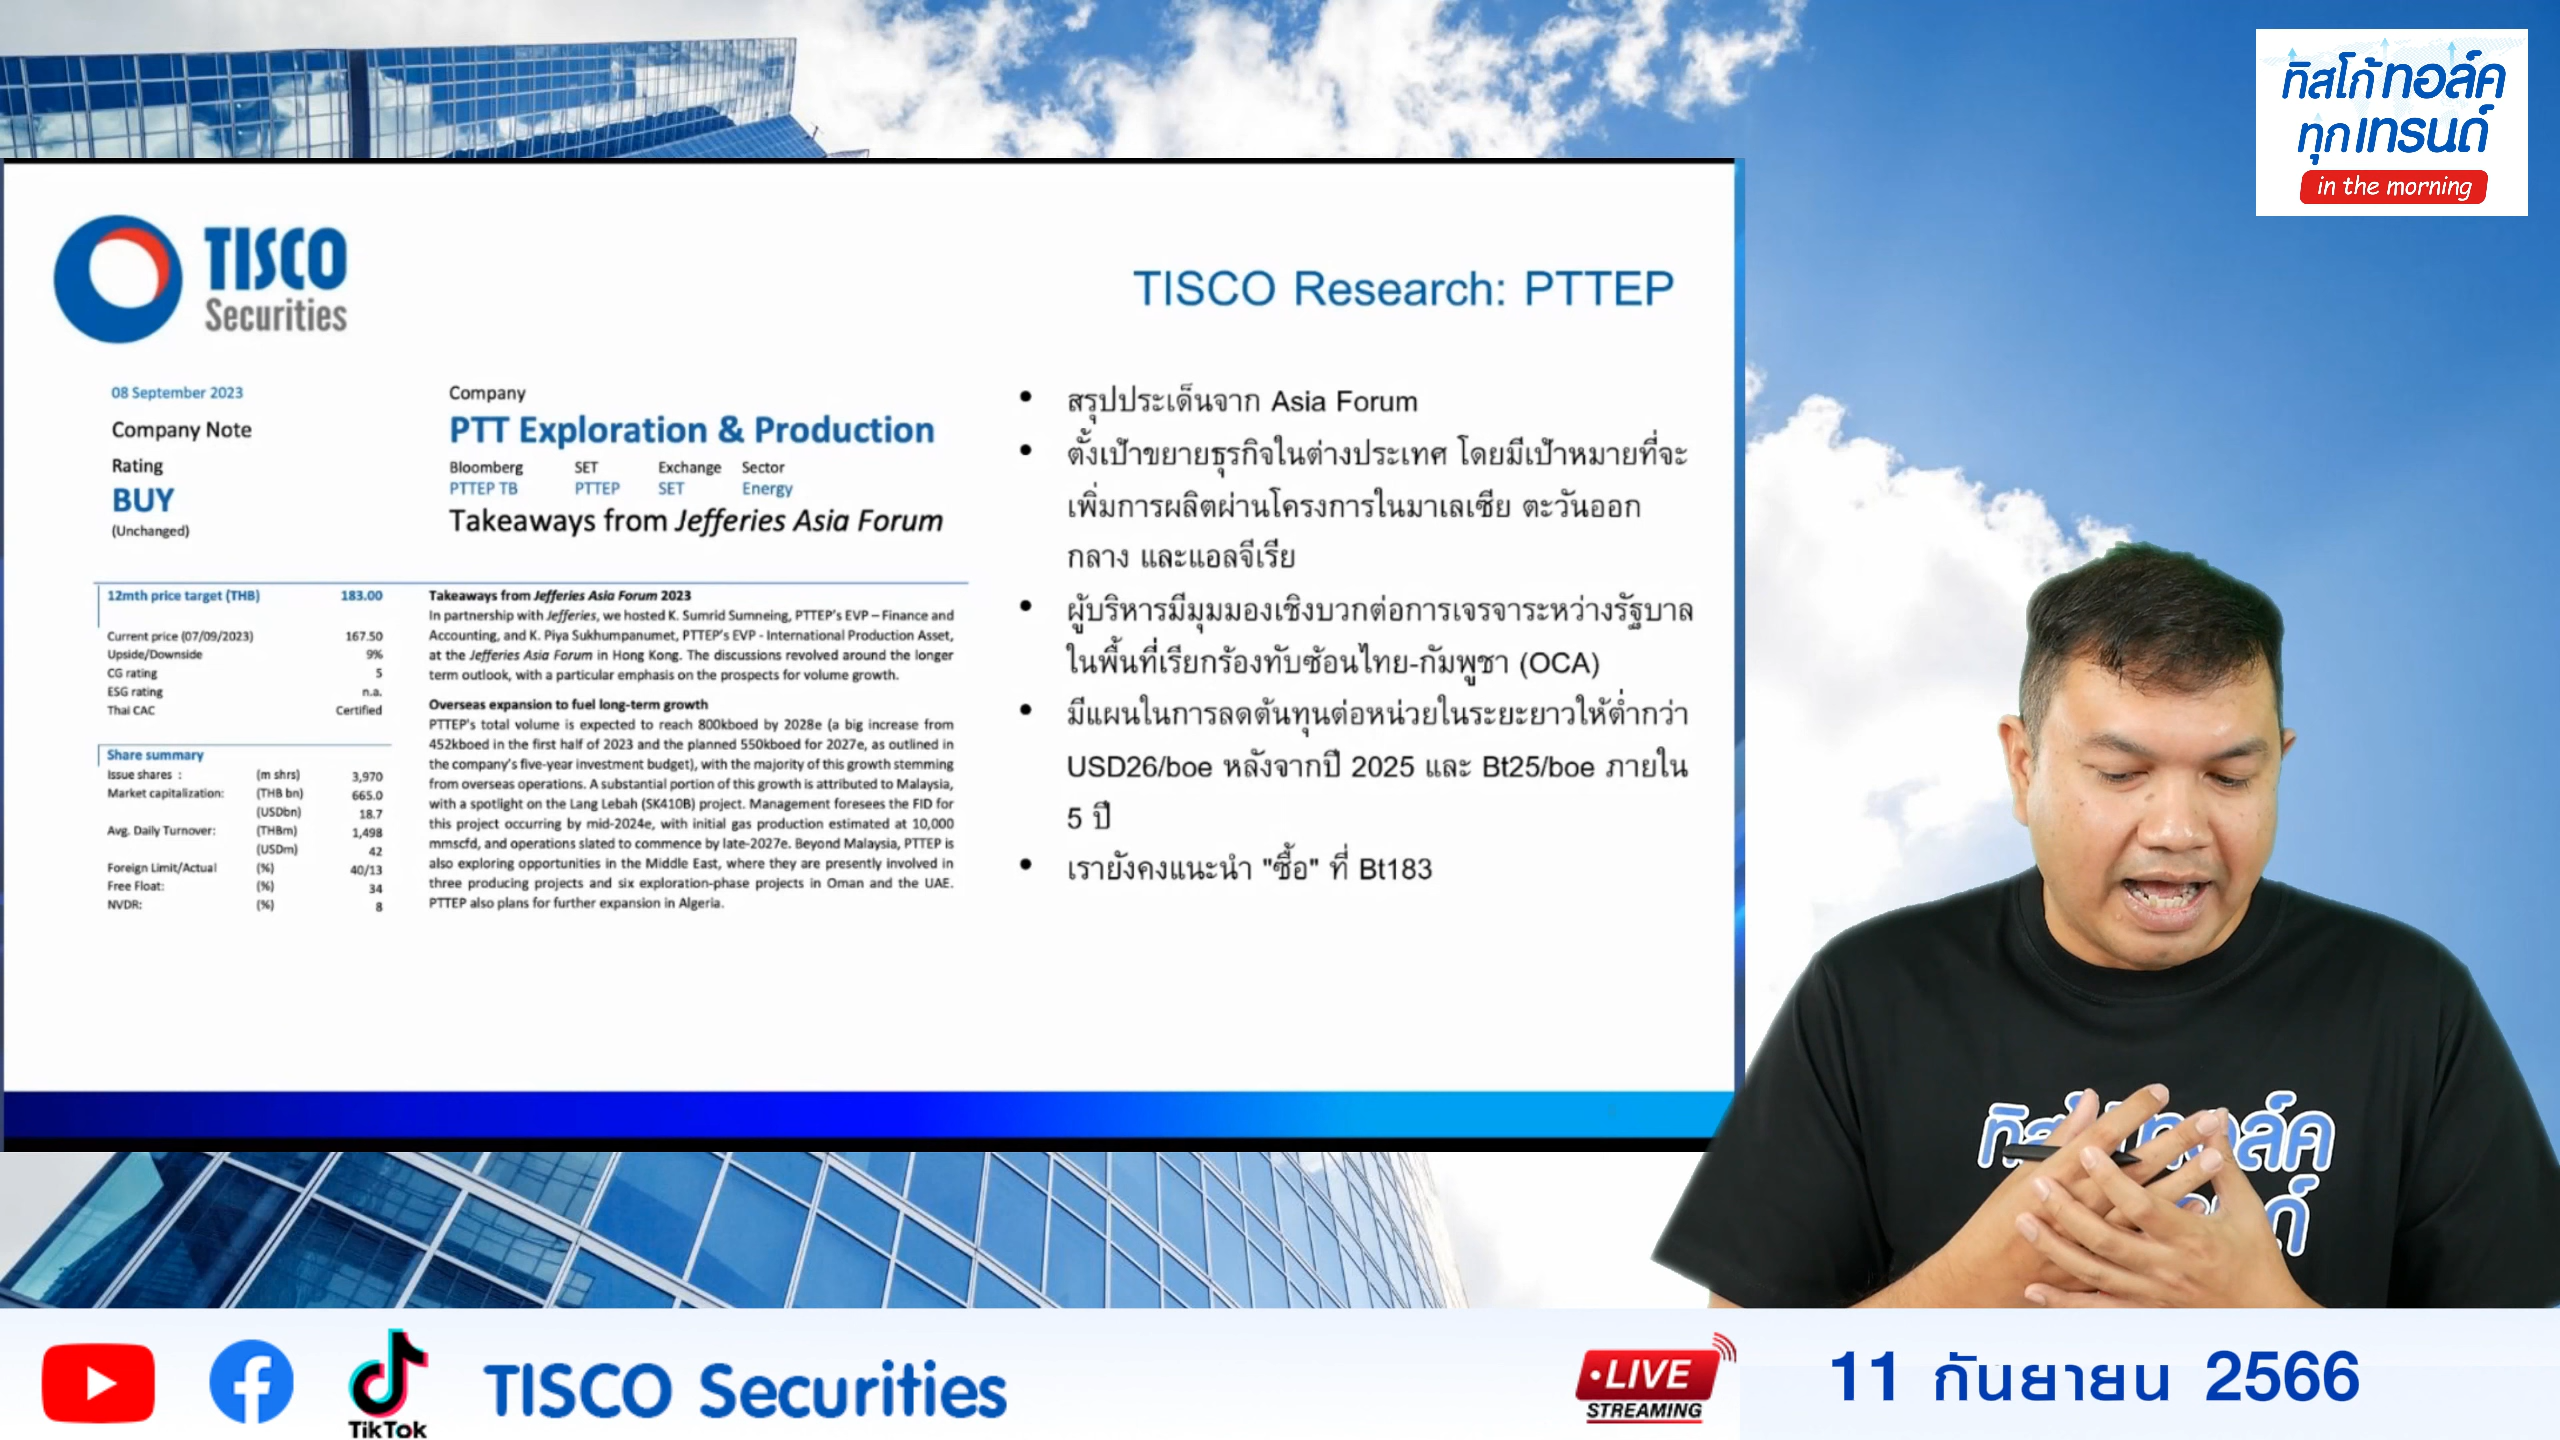 ทิสโก้ทอล์ค
ทุกเทรนด์
in the morning
TISCO
Securities
TISCO Research: PTTEP
08 September 2023
Company Note
Rating
BUY
(Unchanged)
Company
PTT Exploration & Production
Bloomberg SET Exchange Sector
PTTEP TB PTTEP SET Energy
Takeaways from Jefferies Asia Forum
12mth price target (THB) 183.00
Current price (07/09/2023) 167.50
Upside/Downside 9%
CG rating 5
ESG rating n.a.
Thai CAC Certified
Share summary
Issue shares : (m shrs) 3,970
Market capitalization: (THB bn) 665.0
(USDbn) 18.7
Avg. Daily Turnover: (THBm) 1,498
(USDm) 42
Foreign Limit/Actual (%) 40/13
Free Float: (%) 34
NVDR: (%) 8
Takeaways from Jefferies Asia Forum 2023
In partnership with Jefferies, we hosted K. Sumrid Sumneing, PTTEP's EVP – Finance and
Accounting, and K. Piya Sukhumpanumet, PTTEP's EVP - International Production Asset,
at the Jefferies Asia Forum in Hong Kong. The discussions revolved around the longer
term outlook, with a particular emphasis on the prospects for volume growth.
Overseas expansion to fuel long-term growth
PTTEP's total volume is expected to reach 800kboed by 2028e (a big increase from
452kboed in the first half of 2023 and the planned 550kboed for 2027e, as outlined in
the company's five-year investment budget), with the majority of this growth stemming
from overseas operations. A substantial portion of this growth is attributed to Malaysia,
with a spotlight on the Lang Lebah (SK410B) project. Management foresees the FID for
this project occurring by mid-2024e, with initial gas production estimated at 10,000
mmscfd, and operations slated to commence by late-2027e. Beyond Malaysia, PTTEP is
also exploring opportunities in the Middle East, where they are presently involved in
three producing projects and six exploration-phase projects in Oman and the UAE.
PTTEP also plans for further expansion in Algeria.
• สรุปประเด็นจาก Asia Forum
• ตั้งเป้าขยายธุรกิจในต่างประเทศ โดยมีเป้าหมายที่จะ
เพิ่มการผลิตผ่านโครงการในมาเลเซีย ตะวันออก
กลาง และแอลจีเรีย
• ผู้บริหารมีมุมมองเชิงบวกต่อการเจรจาระหว่างรัฐบาล
ในพื้นที่เรียกร้องทับซ้อนไทย-กัมพูชา (OCA)
• มีแผนในการลดต้นทุนต่อหน่วยในระยะยาวให้ต่ำกว่า
USD26/boe หลังจากปี 2025 และ Bt25/boe ภายใน
5 ปี
• เรายังคงแนะนำ "ซื้อ" ที่ Bt183
TikTok
TISCO Securities
LIVE
STREAMING
11 กันยายน 2566